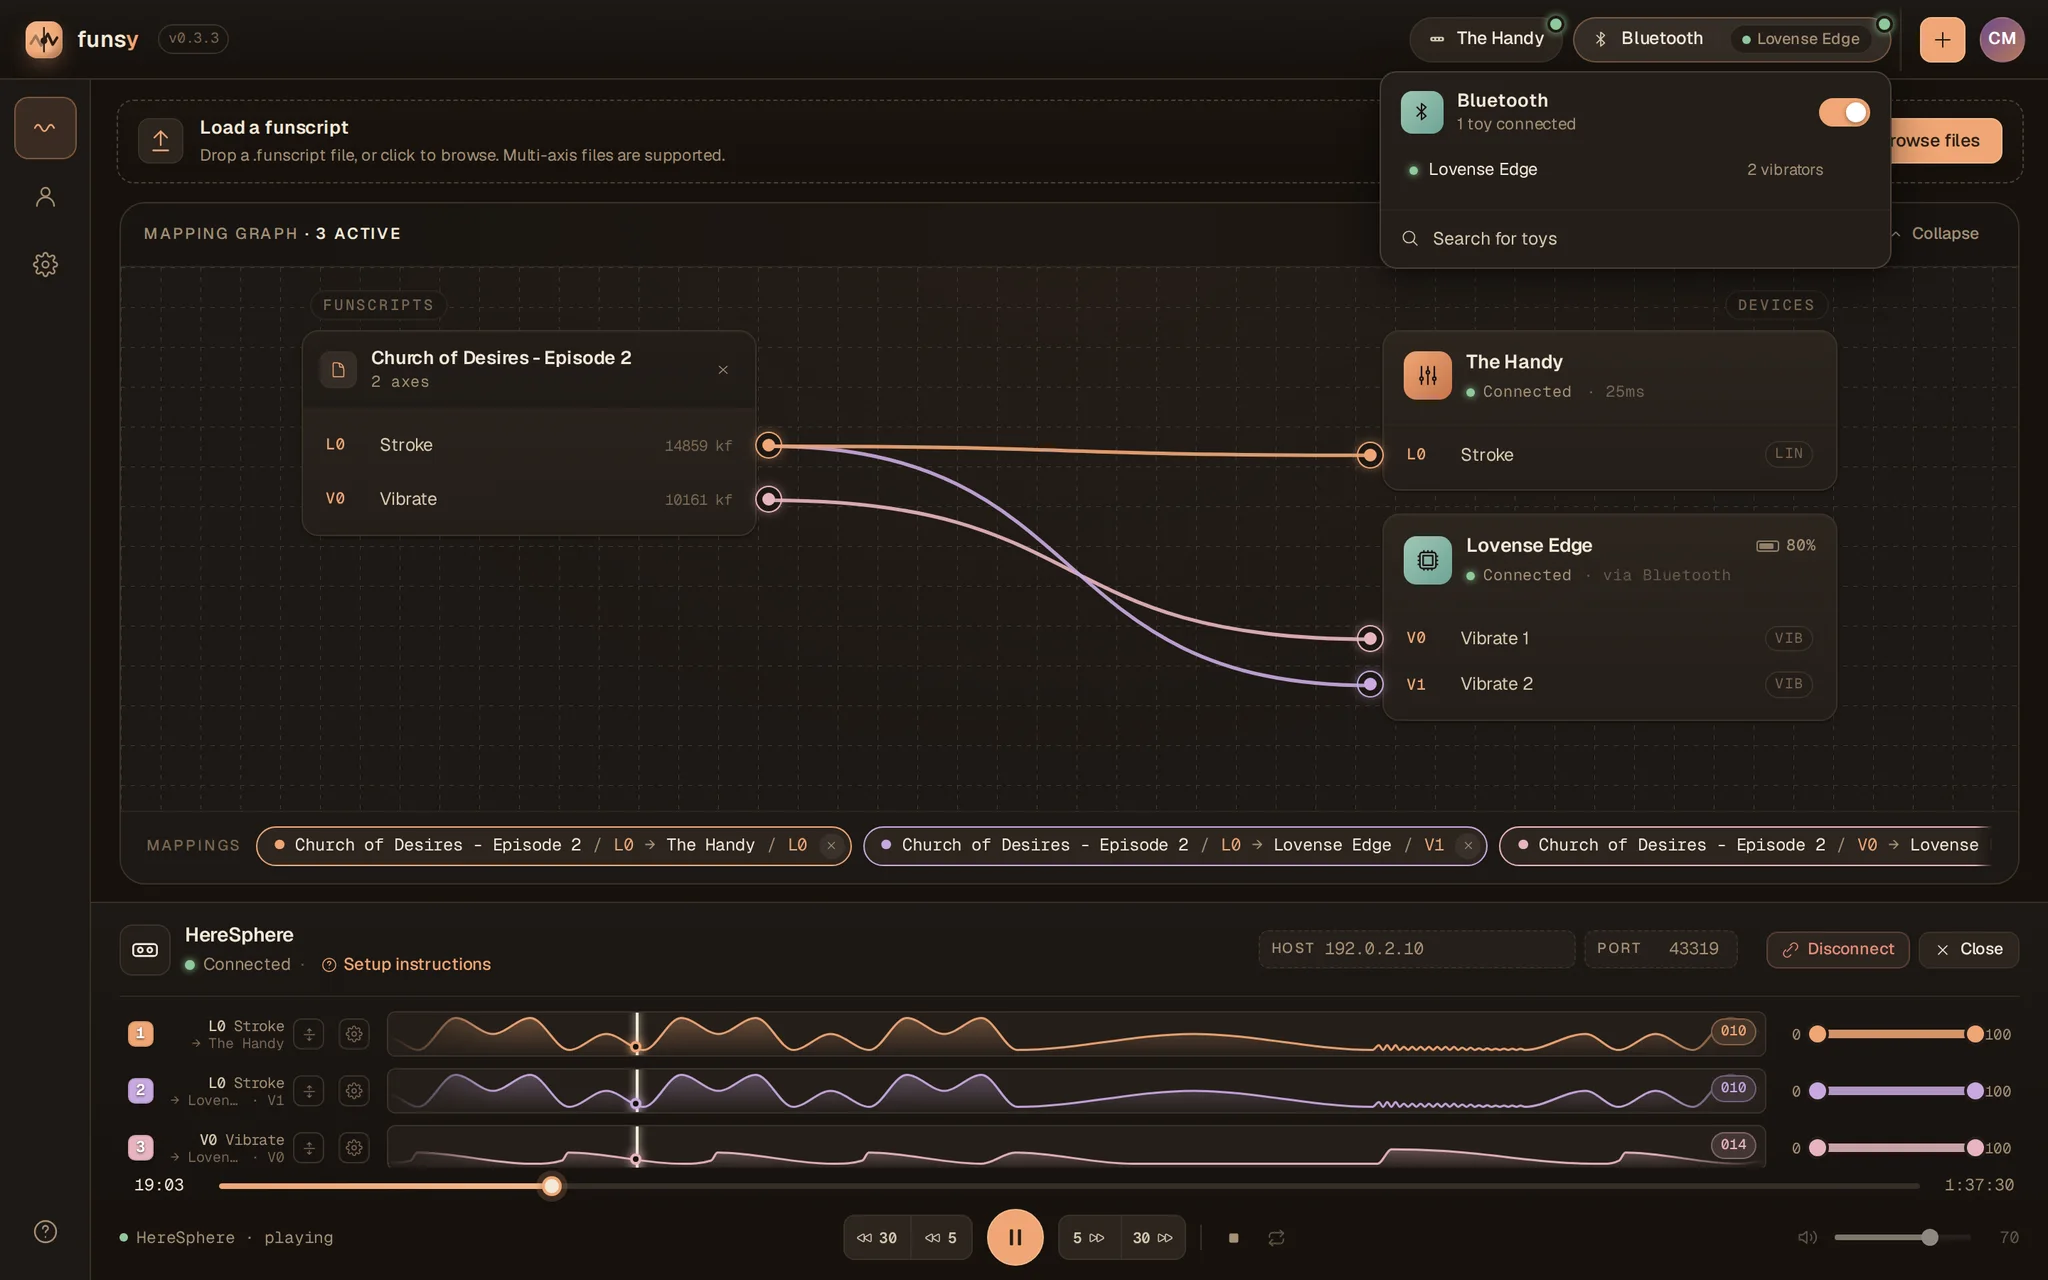 funsy
v0.3.3
The Handy
Bluetooth
Lovense Edge
CM
Load a funscript
Drop a .funscript file, or click to browse. Multi-axis files are supported.
Bluetooth
1 toy connected
rowse files
Lovense Edge
2 vibrators
Search for toys
MAPPING GRAPH · 3 ACTIVE
Collapse
FUNSCRIPTS
DEVICES
Church of Desires - Episode 2
2 axes
L0 Stroke 14859 kf
V0 Vibrate 10161 kf
The Handy
Connected · 25ms
L0 Stroke LIN
Lovense Edge 80%
Connected · via Bluetooth
V0 Vibrate 1 VIB
V1 Vibrate 2 VIB
MAPPINGS
Church of Desires - Episode 2 / L0 → The Handy / L0 ×
Church of Desires - Episode 2 / L0 → Lovense Edge / V1 ×
Church of Desires - Episode 2 / V0 → Lovense
HereSphere
Connected · Setup instructions
HOST 192.0.2.10
PORT 43319
Disconnect
Close
1 L0 Stroke
→ The Handy
010
0 100
2 L0 Stroke
→ Loven… · V1
010
0 100
3 V0 Vibrate
→ Loven… · V0
014
0 100
19:03
1:37:30
HereSphere · playing
30
5
5
30
70